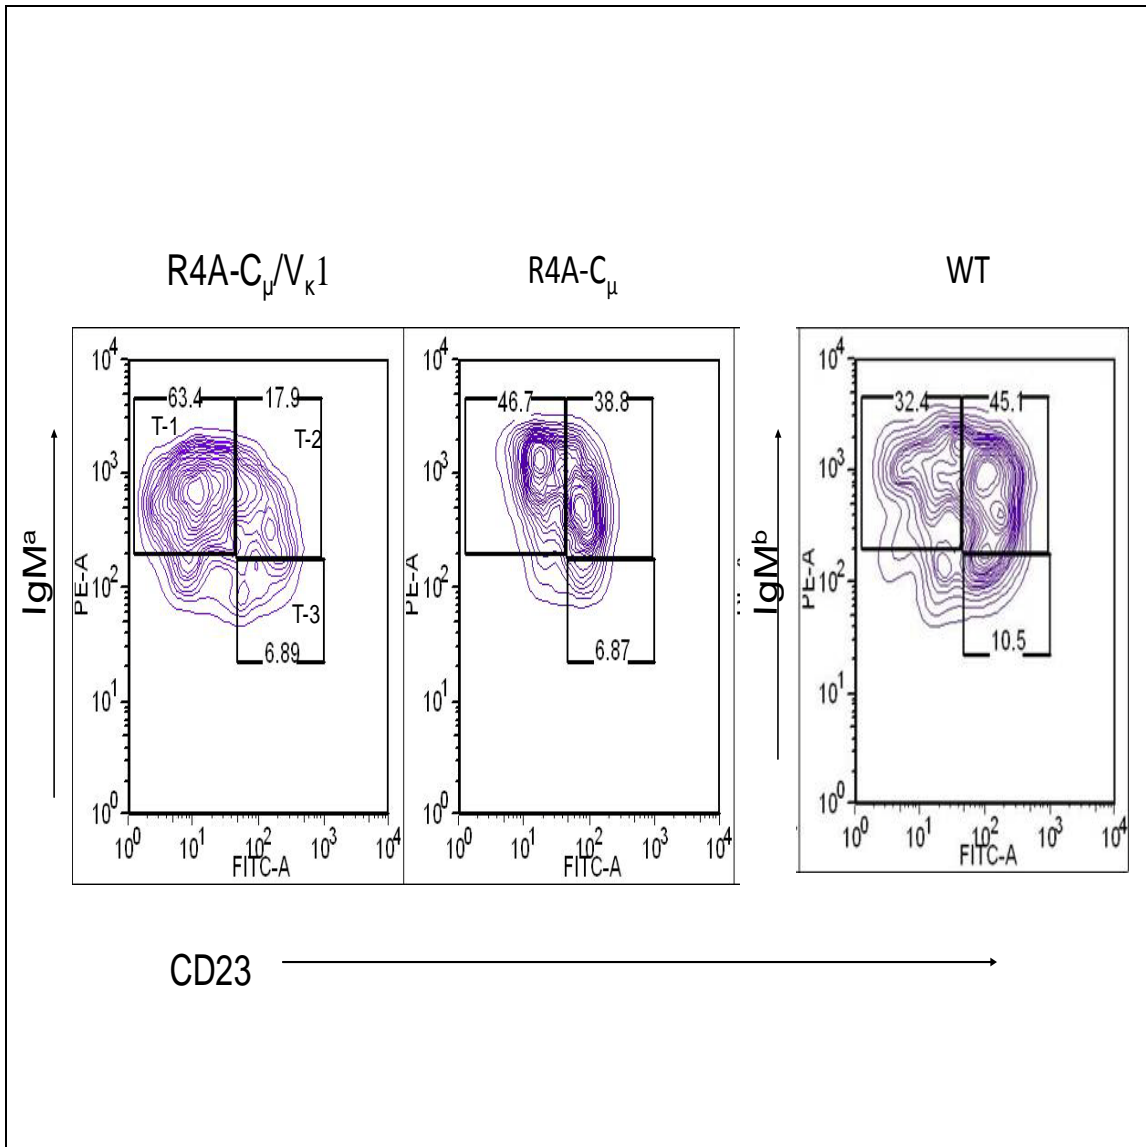 R4A-Cμ/Vκ1
R4A-Cμ
WT
10⁴
10³
10²
10¹
10⁰
63.4
17.9
T-1
T-2
T-3
6.89
IgMᵃ
PE-A
10⁰ 10¹ 10² 10³ 10⁴
FITC-A
10⁴
10³
10²
10¹
10⁰
46.7
38.8
6.87
PE-A
10⁰ 10¹ 10² 10³ 10⁴
FITC-A
10⁴
10³
10²
10¹
10⁰
32.4
45.1
10.5
IgMᵇ
PE-A
10⁰ 10¹ 10² 10³ 10⁴
FITC-A
CD23